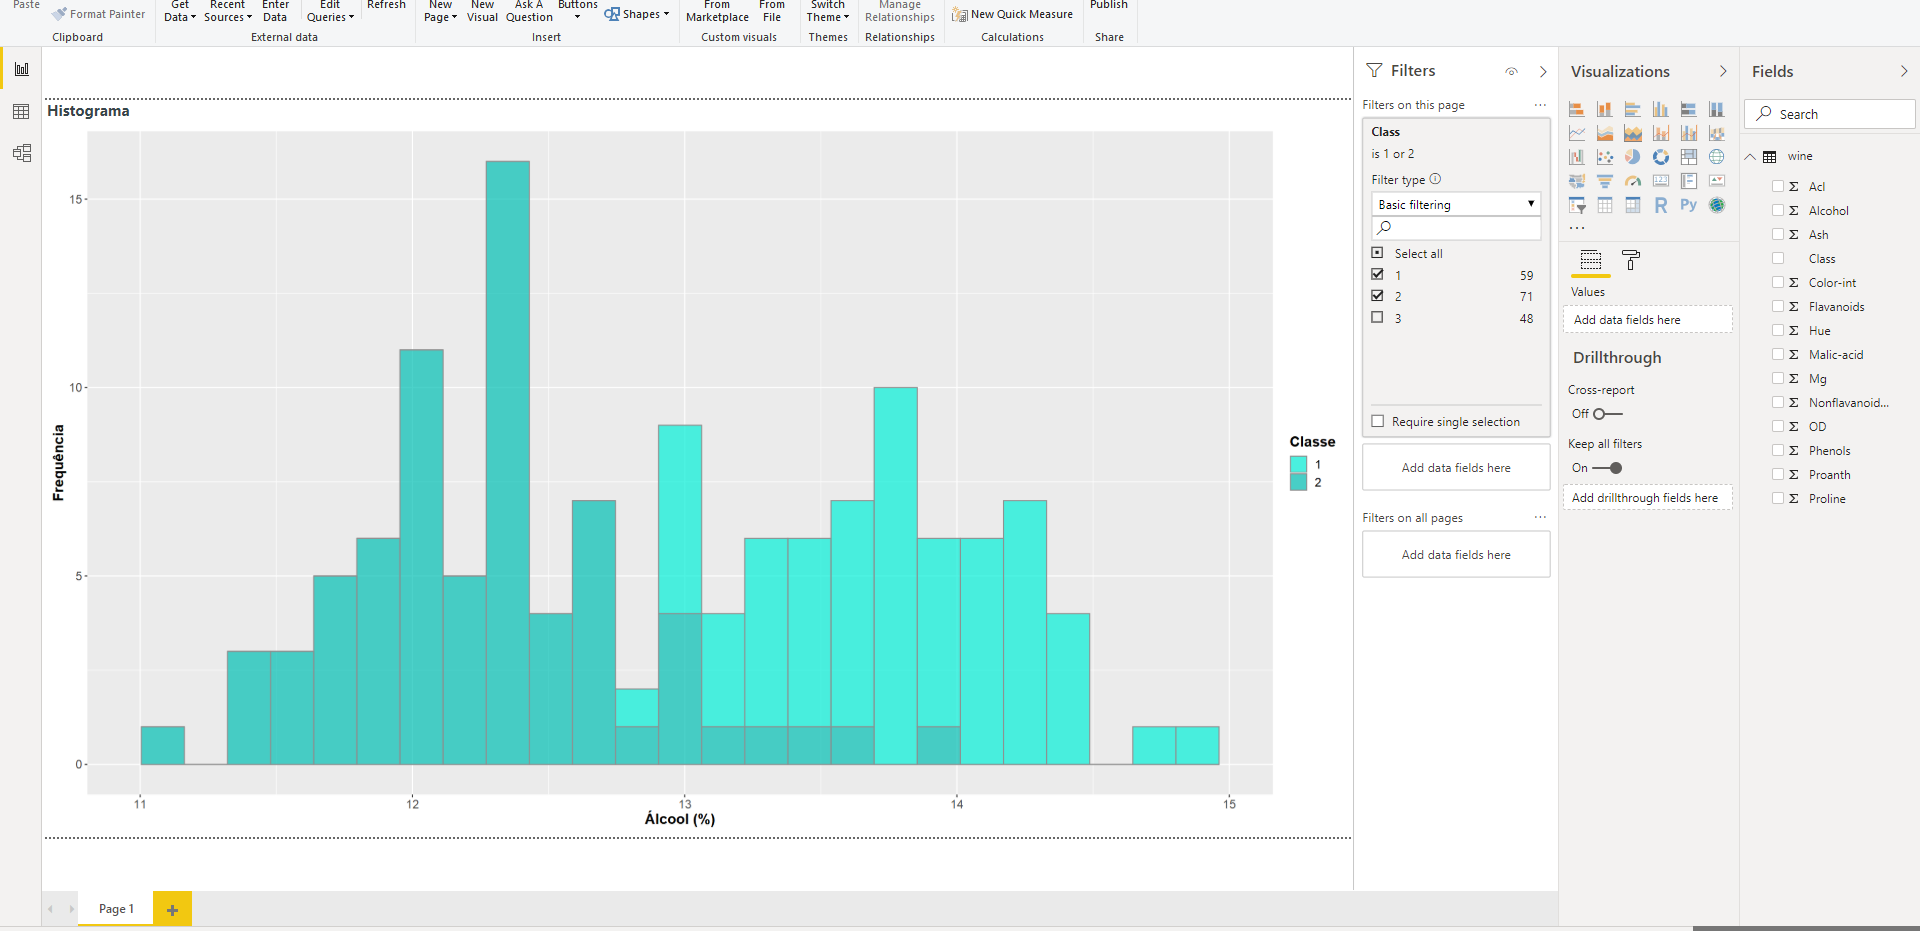 Paste
Format Painter
Clipboard
Get Data
Recent Sources
Enter Data
Edit Queries
Refresh
External data
New Page
New Visual
Ask A Question
Buttons
Shapes
Insert
From Marketplace
From File
Custom visuals
Switch Theme
Themes
Manage Relationships
Relationships
New Quick Measure
Calculations
Publish
Share
Histograma
15
10
5
0
Frequência
11 12 13 14 15
Álcool (%)
Classe
1
2
Filters
Filters on this page
...
Class
is 1 or 2
Filter type
Basic filtering
Select all
1 59
2 71
3 48
Require single selection
Add data fields here
Filters on all pages
...
Add data fields here
Visualizations
123
R Py
...
Values
Add data fields here
Drillthrough
Cross-report
Off
Keep all filters
On
Add drillthrough fields here
Fields
Search
wine
Σ Acl
Σ Alcohol
Σ Ash
Class
Σ Color-int
Σ Flavanoids
Σ Hue
Σ Malic-acid
Σ Mg
Σ Nonflavanoid...
Σ OD
Σ Phenols
Σ Proanth
Σ Proline
Page 1
+